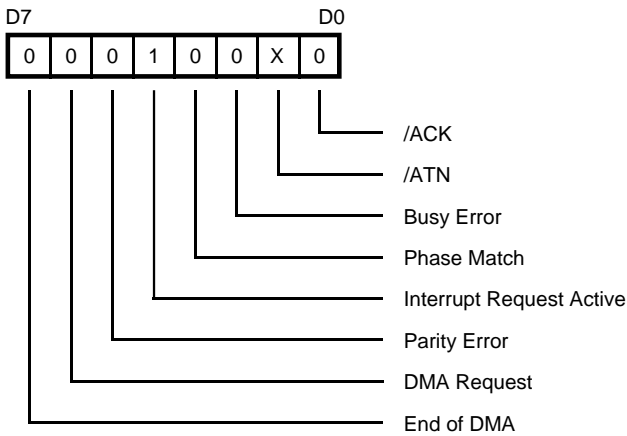 D7 D0
0 0 0 1 0 0 X 0
/ACK
/ATN
Busy Error
Phase Match
Interrupt Request Active
Parity Error
DMA Request
End of DMA